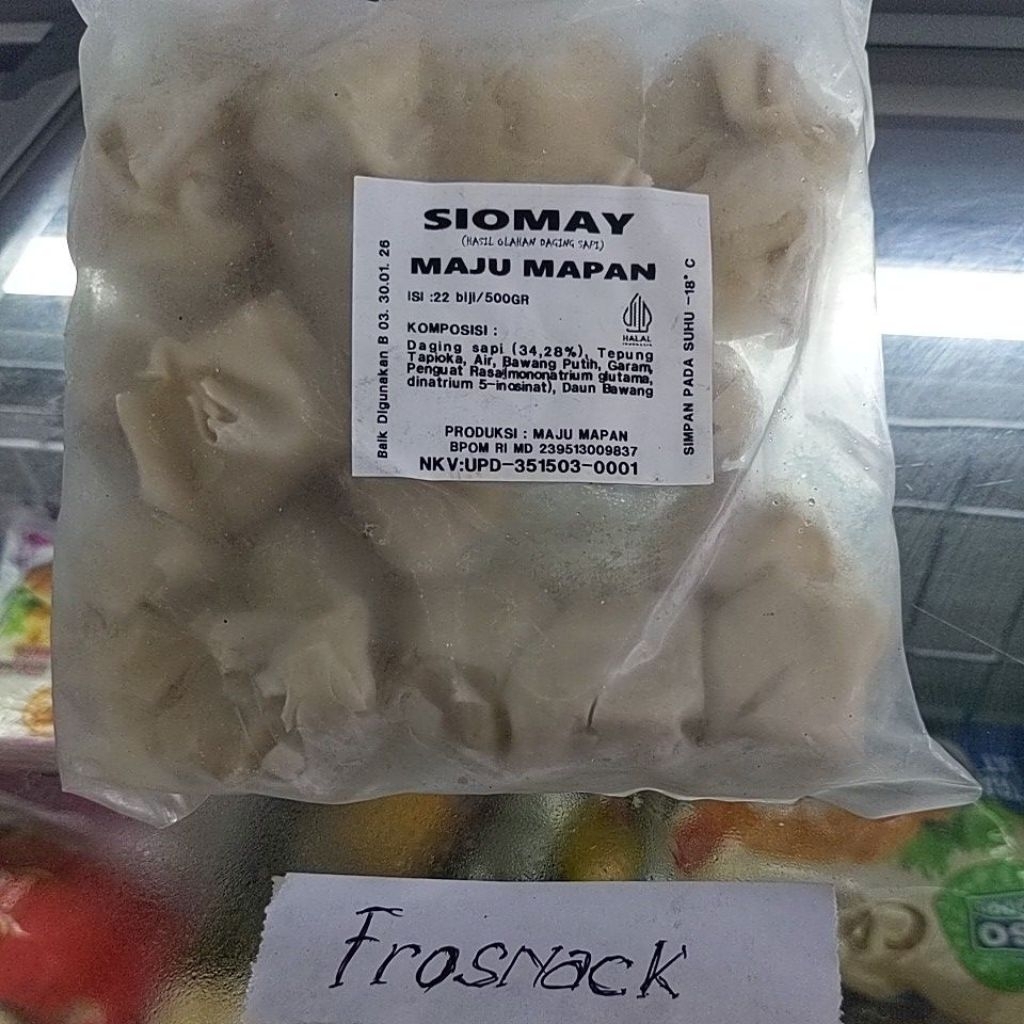 SIOMAY
(HASIL OLAHAN DAGING SAPI)
MAJU MAPAN
ISI :22 biji/500GR
HALAL
INDONESIA
KOMPOSISI :
Daging sapi (34,28%), Tepung
Tapioka, Air, Bawang Putih, Garam,
Penguat Rasa(mononatrium glutama,
dinatrium 5-inosinat), Daun Bawang
PRODUKSI : MAJU MAPAN
BPOM RI MD 239513009837
NKV:UPD-351503-0001
Baik Digunakan B 03. 30.01. 26
SIMPAN PADA SUHU -18° C
Frosnack